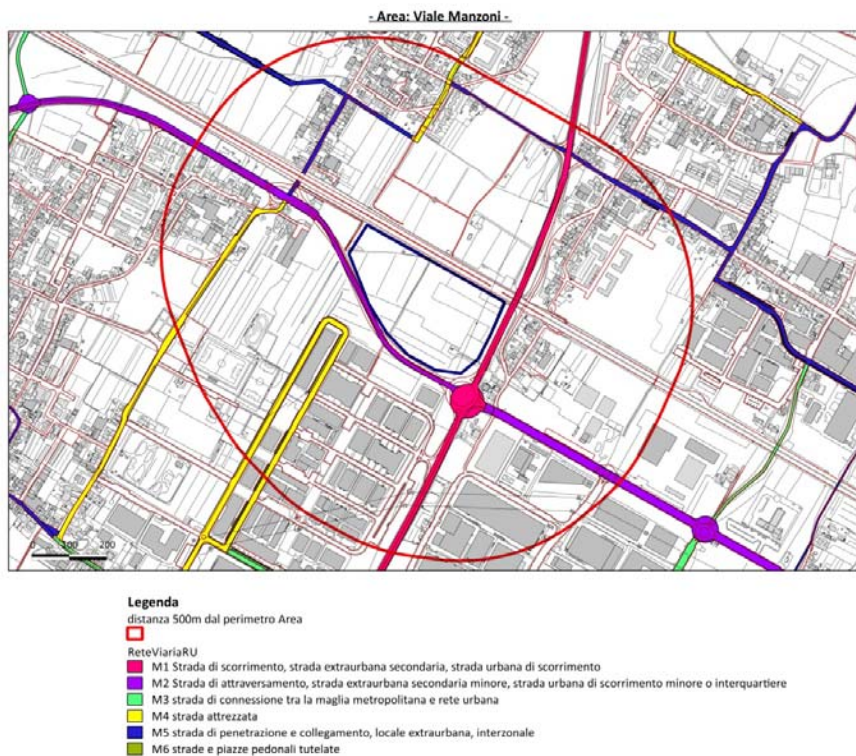 - Area: Viale Manzoni -
0 100 200
Legenda
distanza 500m dal perimetro Area
ReteViariaRU
M1 Strada di scorrimento, strada extraurbana secondaria, strada urbana di scorrimento
M2 Strada di attraversamento, strada extraurbana secondaria minore, strada urbana di scorrimento minore o interquartiere
M3 strada di connessione tra la maglia metropolitana e rete urbana
M4 strada attrezzata
M5 strada di penetrazione e collegamento, locale extraurbana, interzonale
M6 strade e piazze pedonali tutelate